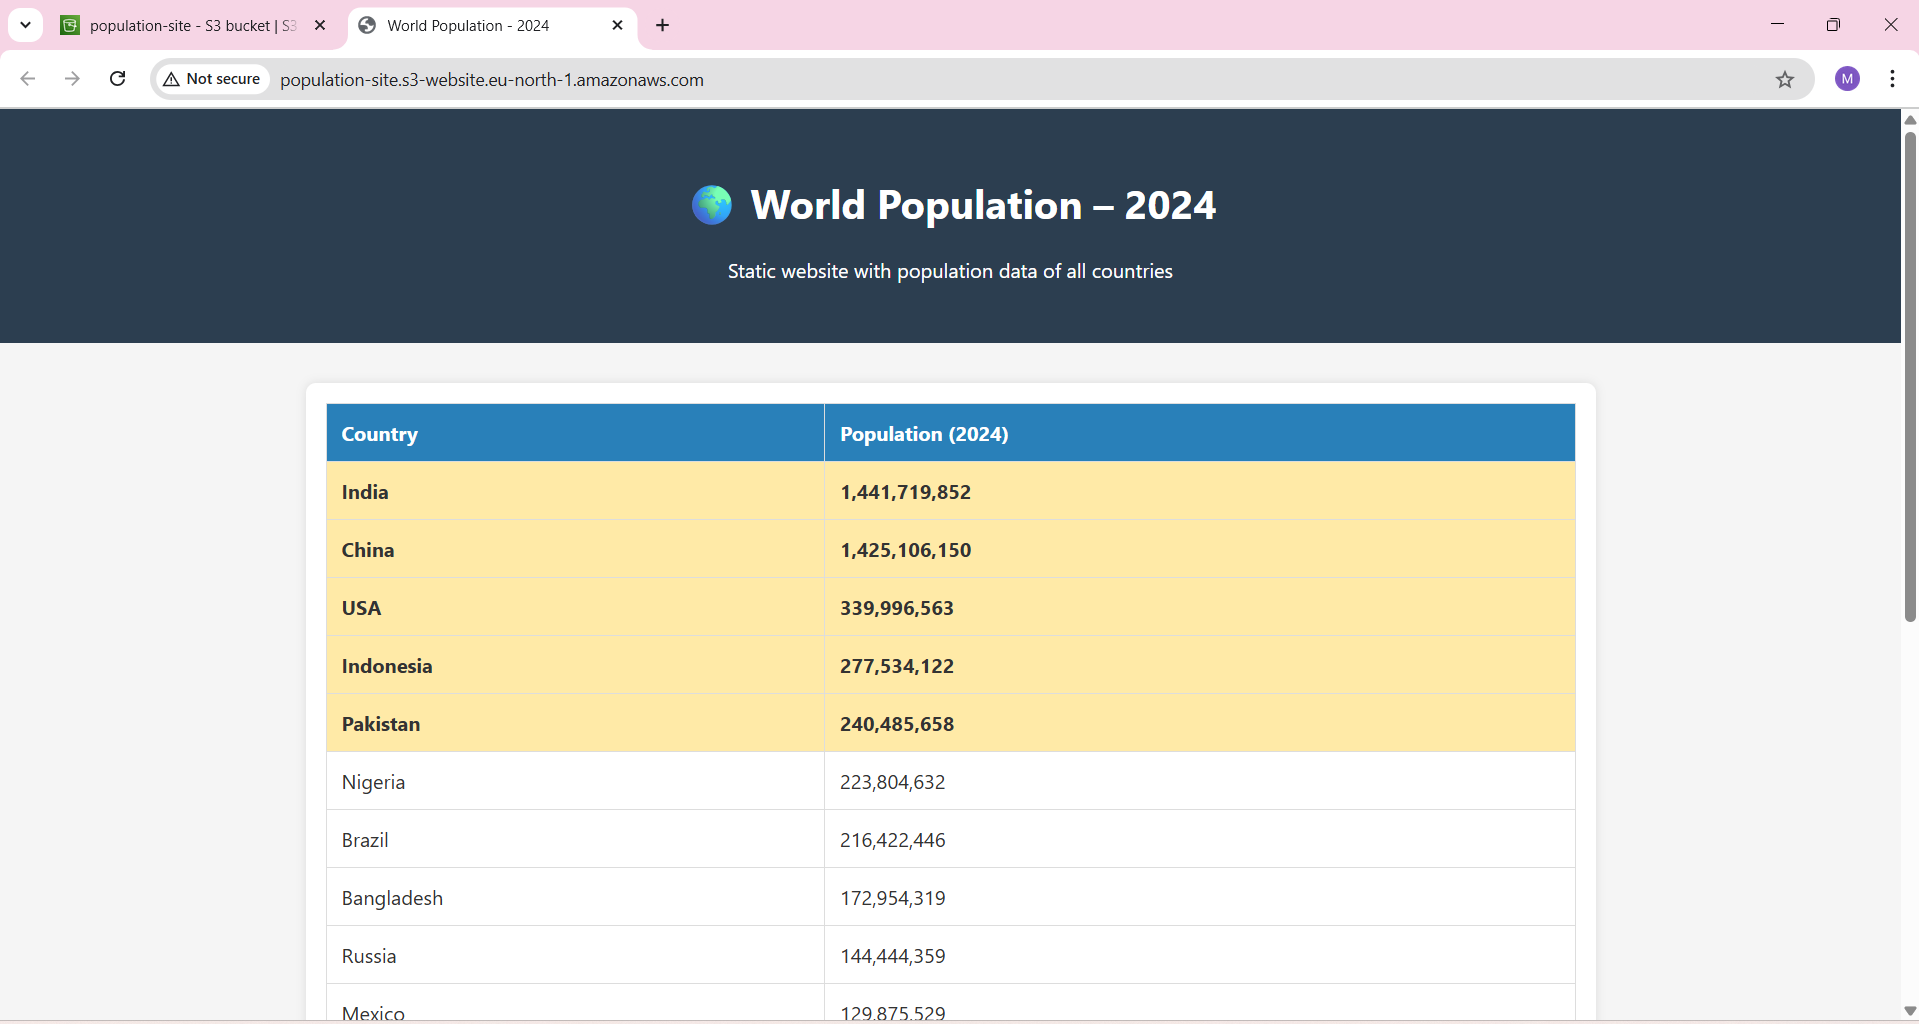 population-site - S3 bucket | S3
World Population - 2024
Not secure
population-site.s3-website.eu-north-1.amazonaws.com
M
World Population – 2024
Static website with population data of all countries
Country Population (2024)
India 1,441,719,852
China 1,425,106,150
USA 339,996,563
Indonesia 277,534,122
Pakistan 240,485,658
Nigeria 223,804,632
Brazil 216,422,446
Bangladesh 172,954,319
Russia 144,444,359
Mexico 129,875,529